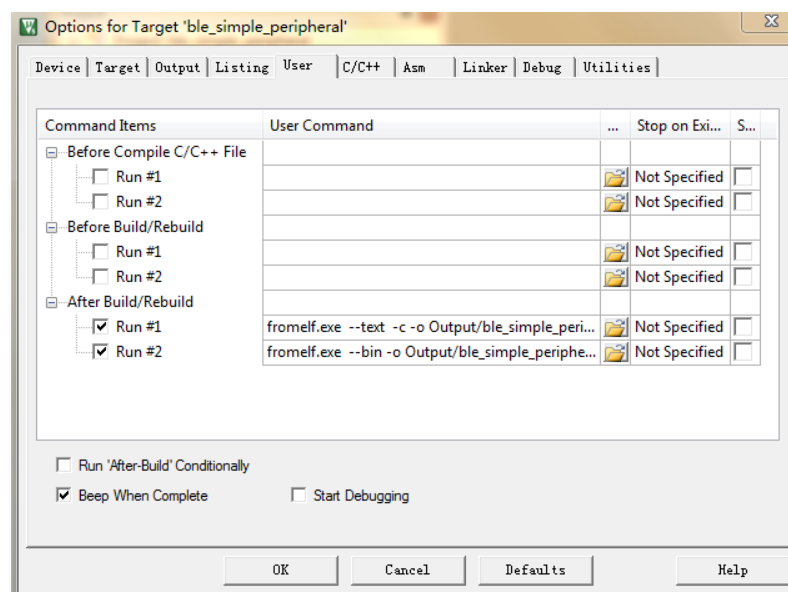 Options for Target 'ble_simple_peripheral'
Device Target Output Listing User C/C++ Asm Linker Debug Utilities
Command Items User Command ... Stop on Exi... S...
Before Compile C/C++ File
Run #1 Not Specified
Run #2 Not Specified
Before Build/Rebuild
Run #1 Not Specified
Run #2 Not Specified
After Build/Rebuild
Run #1 fromelf.exe --text -c -o Output/ble_simple_peri... Not Specified
Run #2 fromelf.exe --bin -o Output/ble_simple_periphe... Not Specified
Run 'After-Build' Conditionally
Beep When Complete Start Debugging
OK Cancel Defaults Help